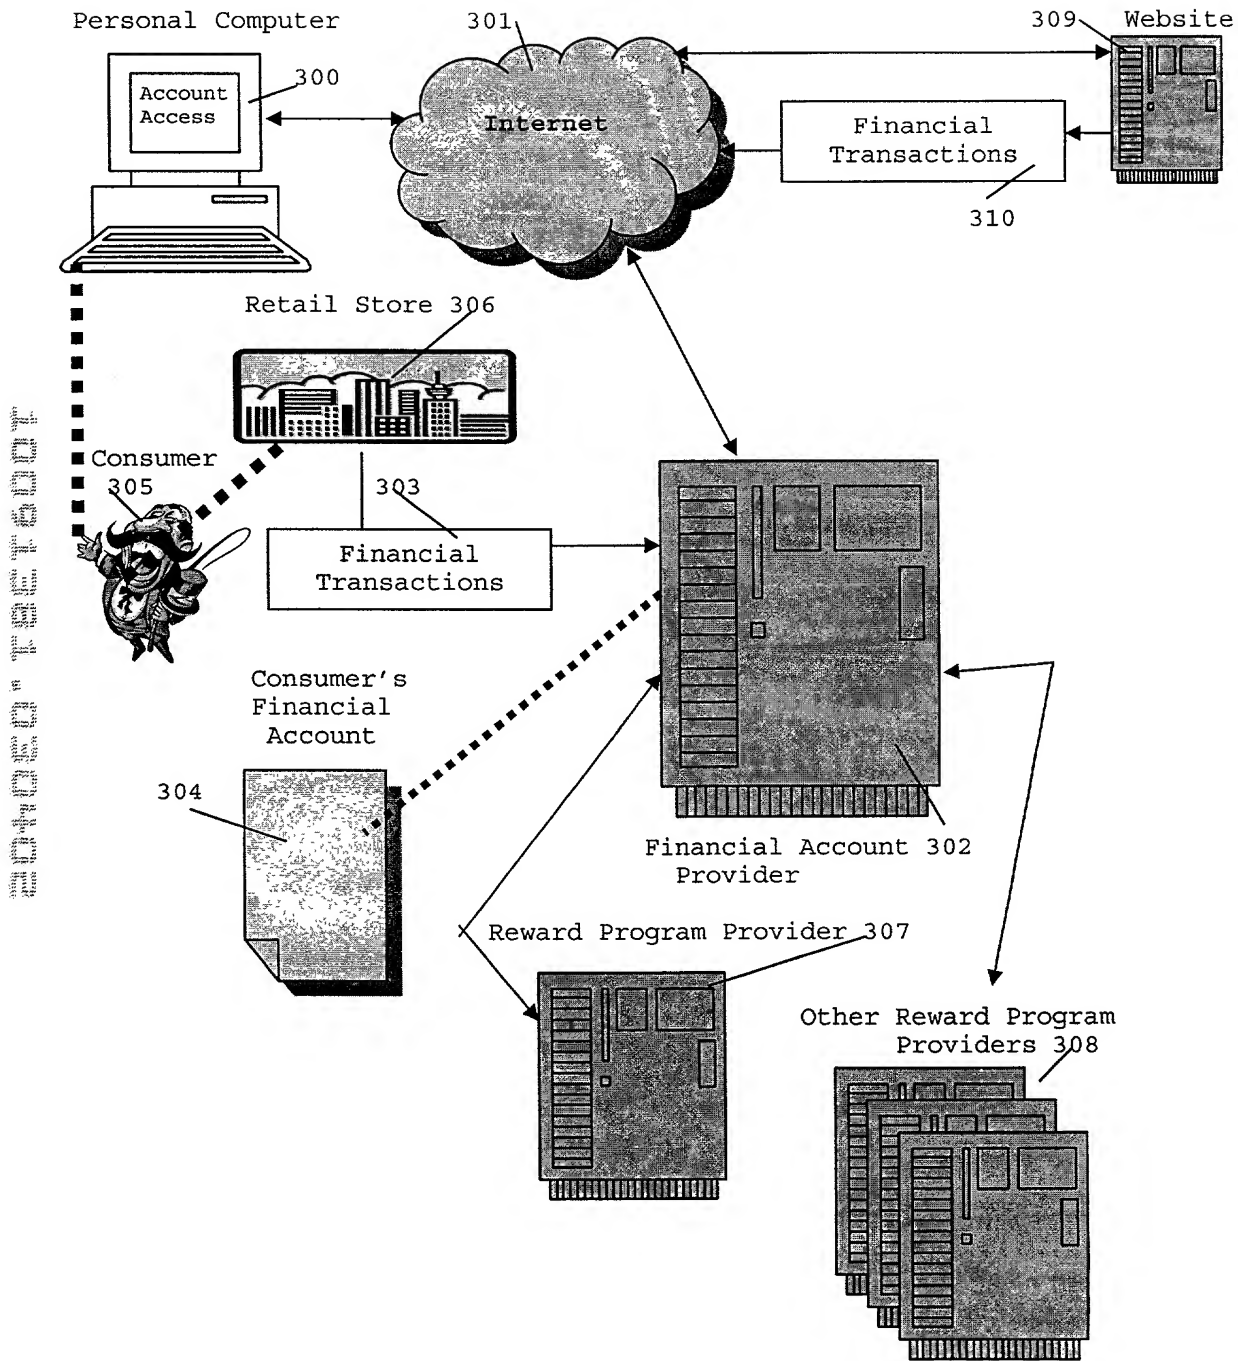 Personal Computer
301
309
Website
300
Account
Access
Internet
Financial
Transactions
310
Retail Store 306
Consumer
305
303
Financial
Transactions
Consumer's
Financial
Account
304
Financial Account 302
Provider
Reward Program Provider 307
Other Reward Program
Providers 308